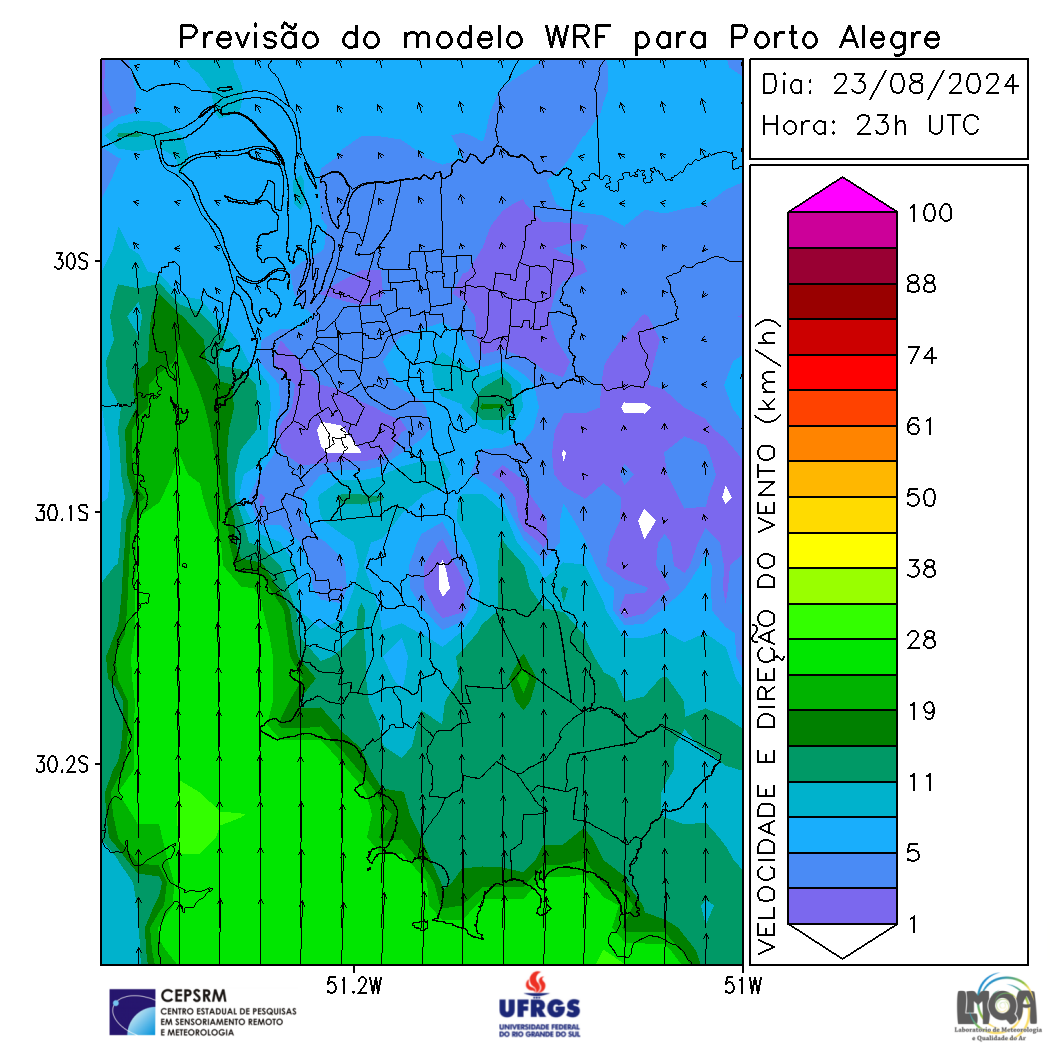 Previsão do modelo WRF para Porto Alegre
Dia: 23/08/2024
Hora: 23h UTC
30S
30.1S
30.2S
51.2W
51W
VELOCIDADE E DIREÇÃO DO VENTO (km/h)
100
88
74
61
50
38
28
19
11
5
1
CEPSRM
CENTRO ESTADUAL DE PESQUISAS
EM SENSORIAMENTO REMOTO
E METEOROLOGIA
UFRGS
UNIVERSIDADE FEDERAL
DO RIO GRANDE DO SUL
LMQA
Laboratório de Meteorologia
e Qualidade do Ar